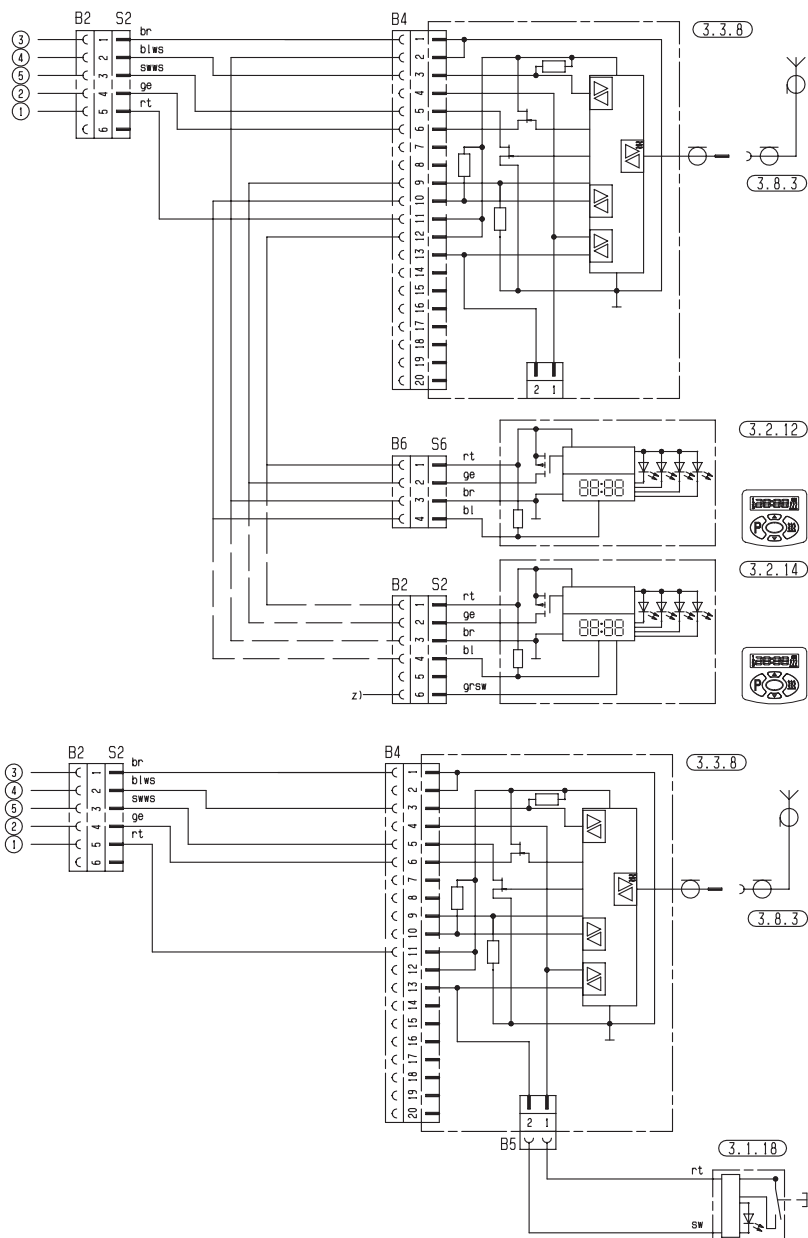 B2 S2
B4
3.3.8
3 1 br 1
4 2 blws 2
5 3 swws 3
2 4 ge 4
1 5 rt 5
6 6
7
8
9
10
11
12
13
14
15
16
17
18
19
20
3.8.3
2 1
B6 S6
3.2.12
1 rt
2 ge
3 br
4 bl
88:88
P
3.2.14
B2 S2
1 rt
2 ge
3 br
4 bl
5
z) 6 grsw
88:88
P
B2 S2
B4
3.3.8
3 1 br 1
4 2 blws 2
5 3 swws 3
2 4 ge 4
1 5 rt 5
6 6
7
8
9
10
11
12
13
14
15
16
17
18
19
20
3.8.3
2 1
B5
3.1.18
rt
sw